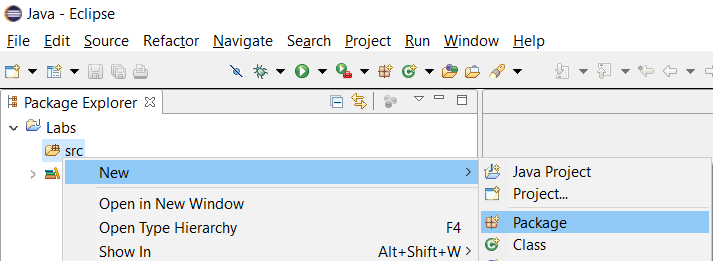 Java - Eclipse
File Edit Source Refactor Navigate Search Project Run Window Help
Package Explorer
Labs
src
New
Java Project
Project...
Open in New Window
Package
Open Type Hierarchy F4
Class
Show In Alt+Shift+W